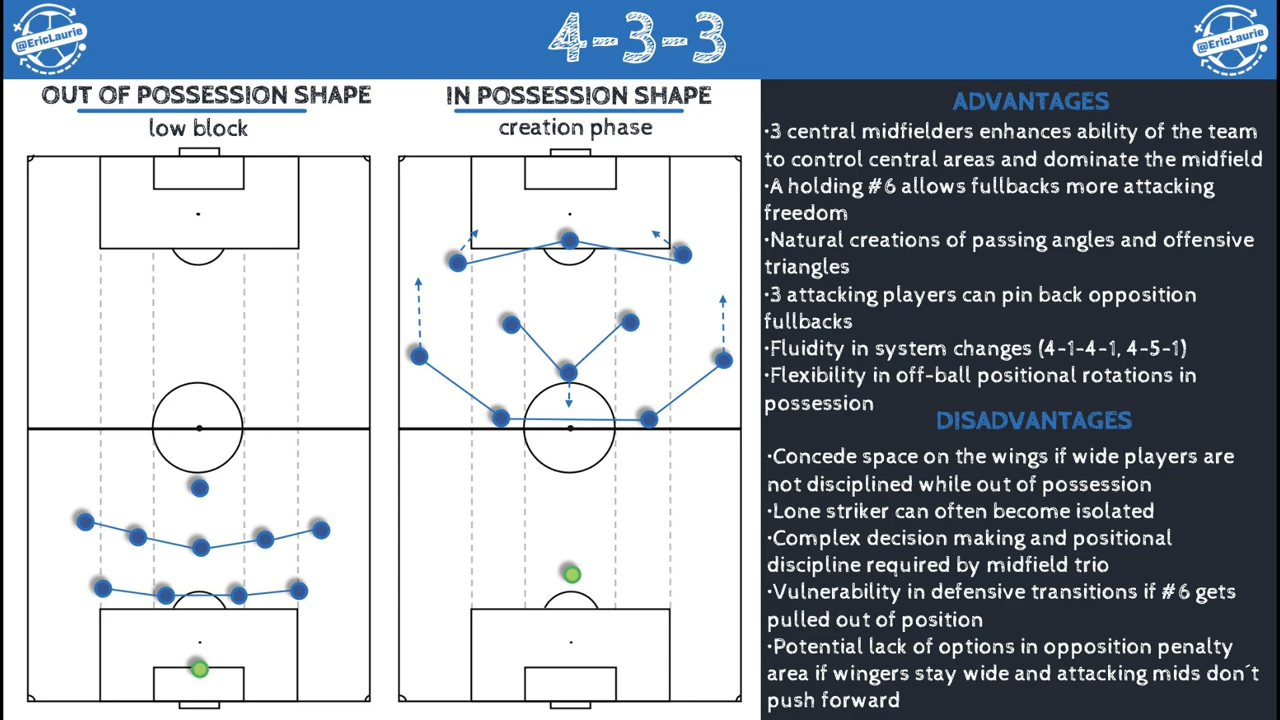 @EricLaurie
4-3-3
@EricLaurie
OUT OF POSSESSION SHAPE
low block
IN POSSESSION SHAPE
creation phase
ADVANTAGES
•3 central midfielders enhances ability of the team
to control central areas and dominate the midfield
•A holding #6 allows fullbacks more attacking
freedom
•Natural creations of passing angles and offensive
triangles
•3 attacking players can pin back opposition
fullbacks
•Fluidity in system changes (4-1-4-1, 4-5-1)
•Flexibility in off-ball positional rotations in
possession
DISADVANTAGES
•Concede space on the wings if wide players are
not disciplined while out of possession
•Lone striker can often become isolated
•Complex decision making and positional
discipline required by midfield trio
•Vulnerability in defensive transitions if #6 gets
pulled out of position
•Potential lack of options in opposition penalty
area if wingers stay wide and attacking mids don´t
push forward